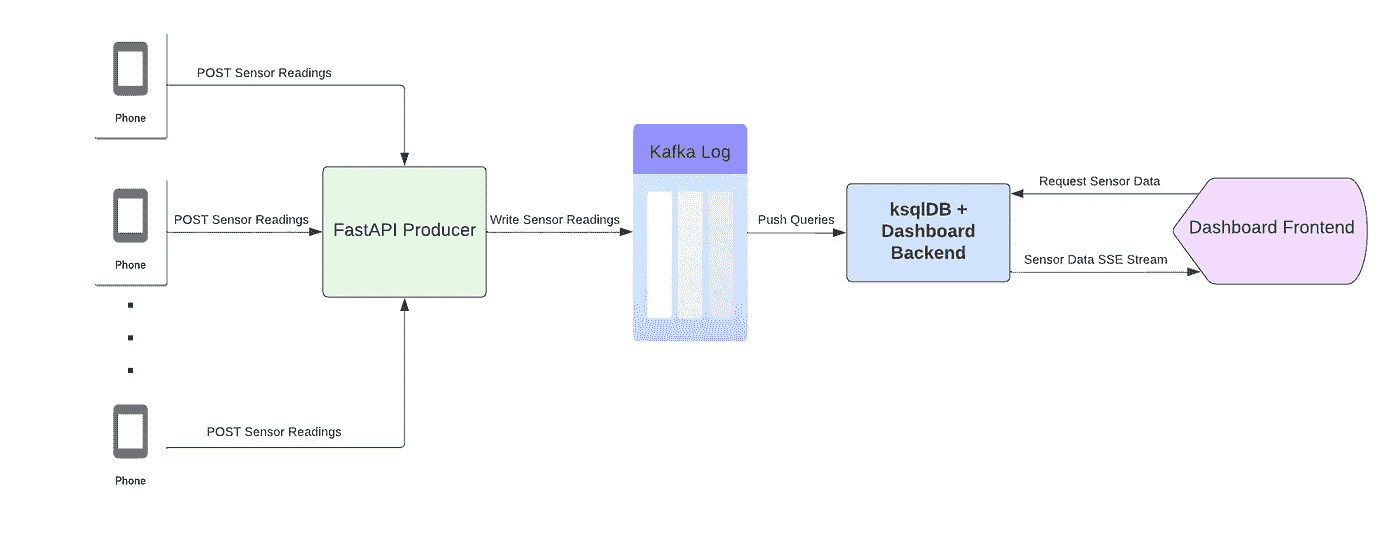 POST Sensor Readings
Phone
Kafka Log
POST Sensor Readings
FastAPI Producer
Write Sensor Readings
Push Queries
ksqlDB +
Dashboard
Backend
Request Sensor Data
Dashboard Frontend
Sensor Data SSE Stream
Phone
POST Sensor Readings
Phone